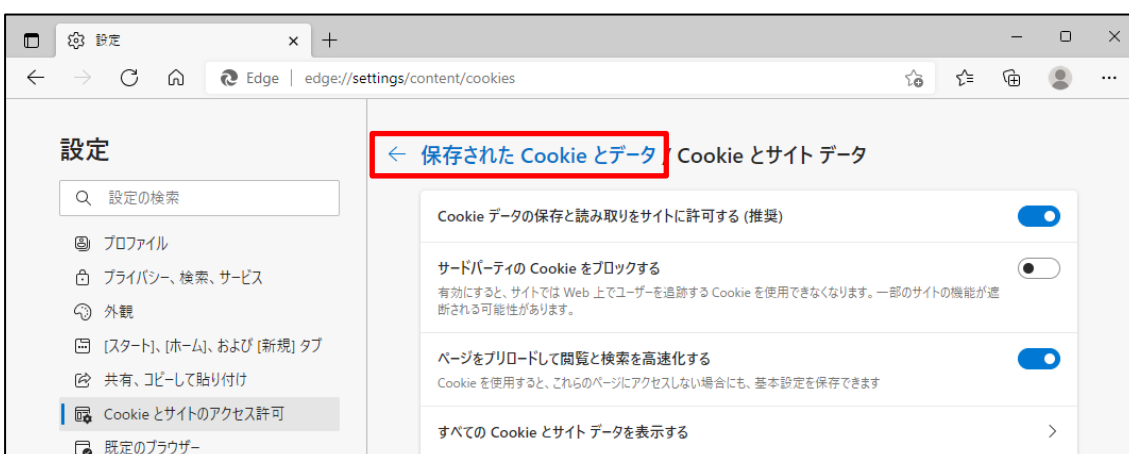 設定
Edge | edge://settings/content/cookies
設定
設定の検索
プロファイル
プライバシー、検索、サービス
外観
[スタート]、[ホーム]、および [新規] タブ
共有、コピーして貼り付け
Cookie とサイトのアクセス許可
既定のブラウザー
保存された Cookie とデータ / Cookie とサイト データ
Cookie データの保存と読み取りをサイトに許可する (推奨)
サードパーティの Cookie をブロックする
有効にすると、サイトでは Web 上でユーザーを追跡する Cookie を使用できなくなります。一部のサイトの機能が遮
断される可能性があります。
ページをプリロードして閲覧と検索を高速化する
Cookie を使用すると、これらのページにアクセスしない場合にも、基本設定を保存できます
すべての Cookie とサイト データを表示する